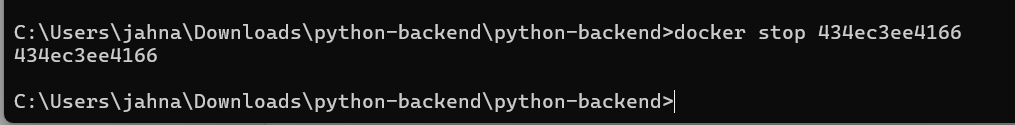 C:\Users\jahna\Downloads\python-backend\python-backend>docker stop 434ec3ee4166
434ec3ee4166
C:\Users\jahna\Downloads\python-backend\python-backend>